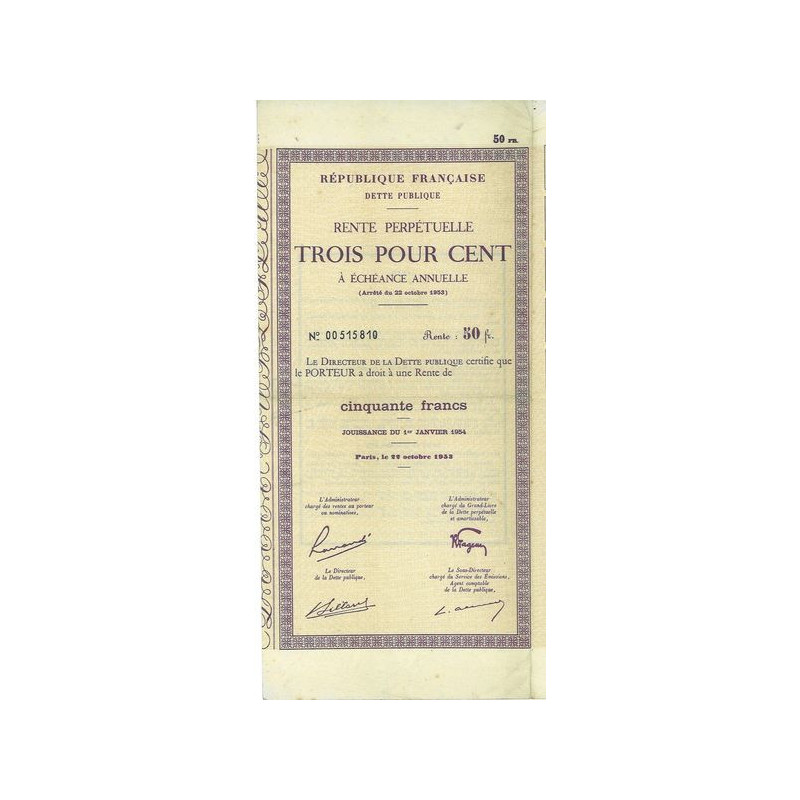 50 FR.
RÉPUBLIQUE FRANÇAISE
DETTE PUBLIQUE
RENTE PERPÉTUELLE
TROIS POUR CENT
À ÉCHÉANCE ANNUELLE
(Arrêté du 22 octobre 1953)
No 00515810 Rente : 50 fr.
LE DIRECTEUR DE LA DETTE PUBLIQUE certifie que
le PORTEUR a droit à une Rente de
cinquante francs
JOUISSANCE DU 1er JANVIER 1954
Paris, le 22 octobre 1953
L'Administrateur
chargé des rentes au porteur
ou nominatives,
L'Administrateur
chargé du Grand-Livre
de la Dette perpétuelle
et amortissable,
Le Directeur
de la Dette publique,
Le Sous-Directeur
chargé du Service des Émissions,
Agent comptable
de la Dette publique,